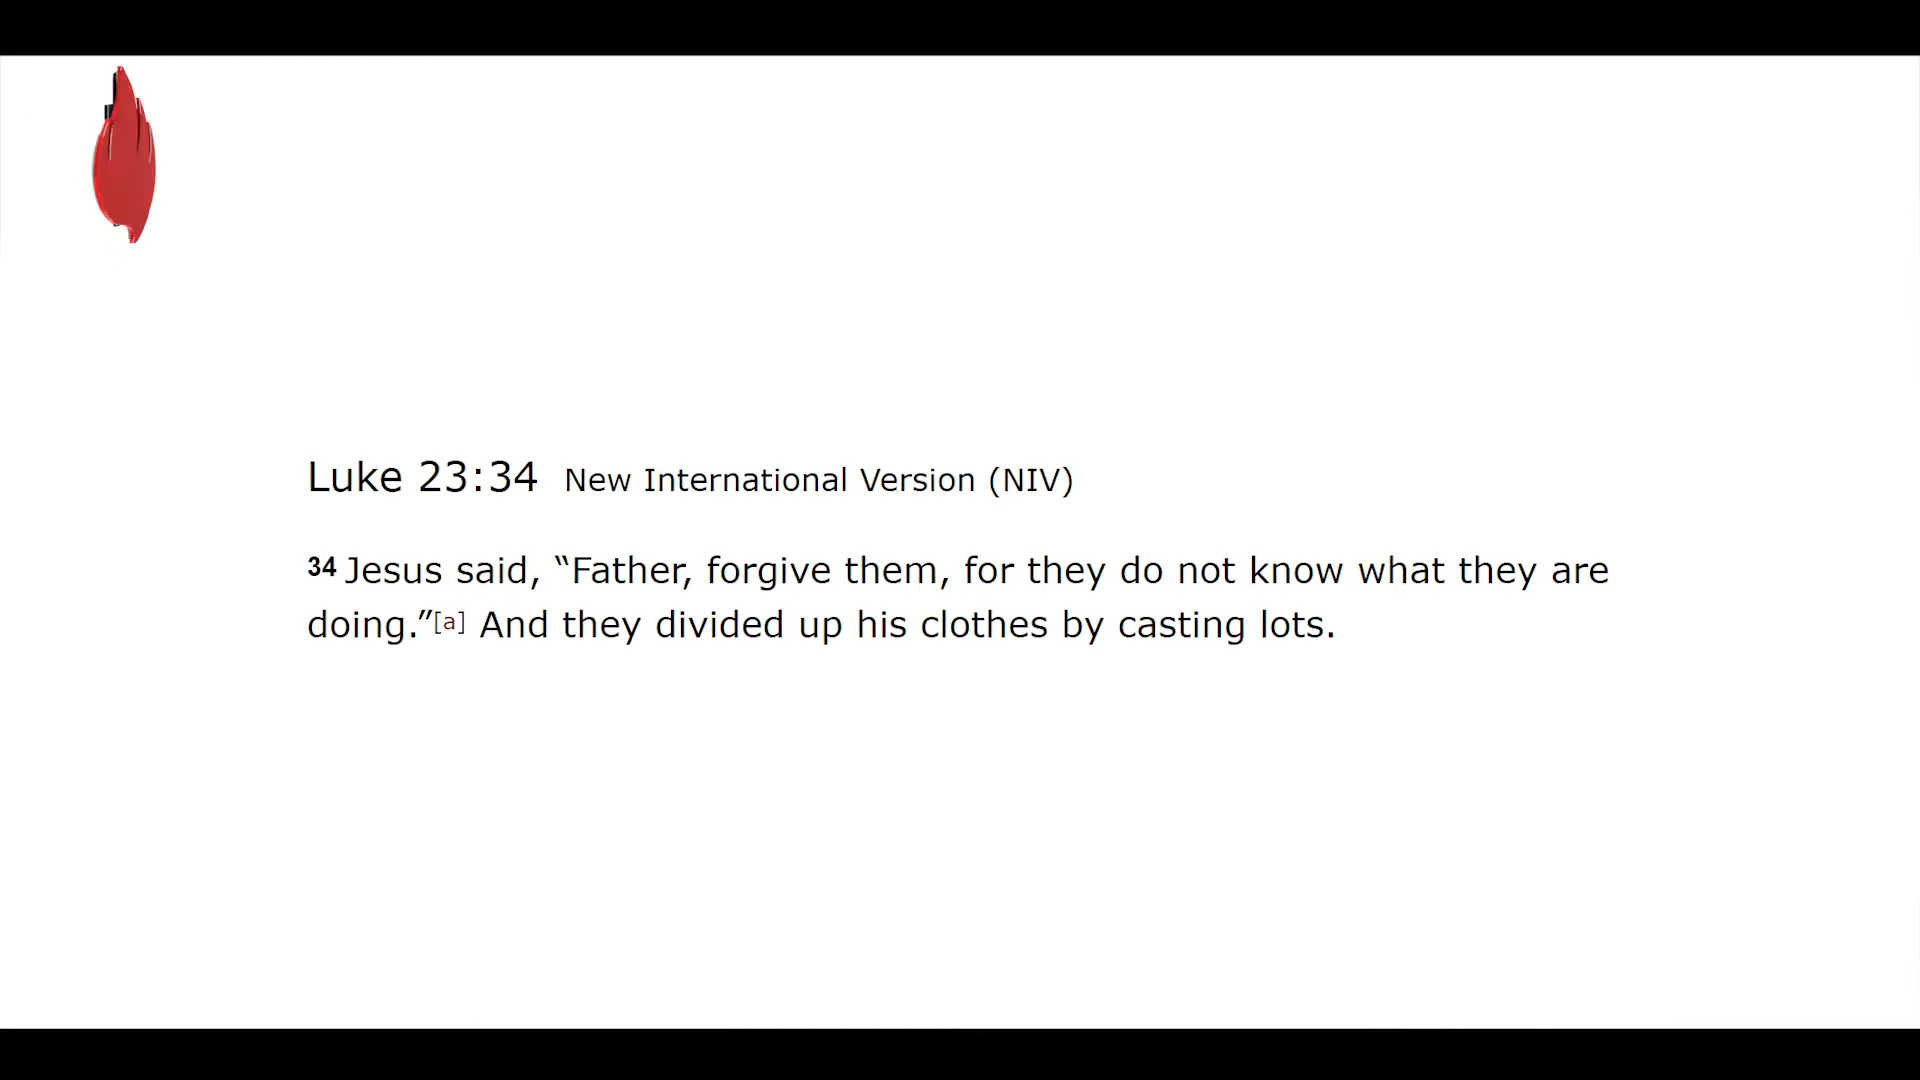 Luke 23:34 New International Version (NIV)
34 Jesus said, “Father, forgive them, for they do not know what they are
doing.”[a] And they divided up his clothes by casting lots.